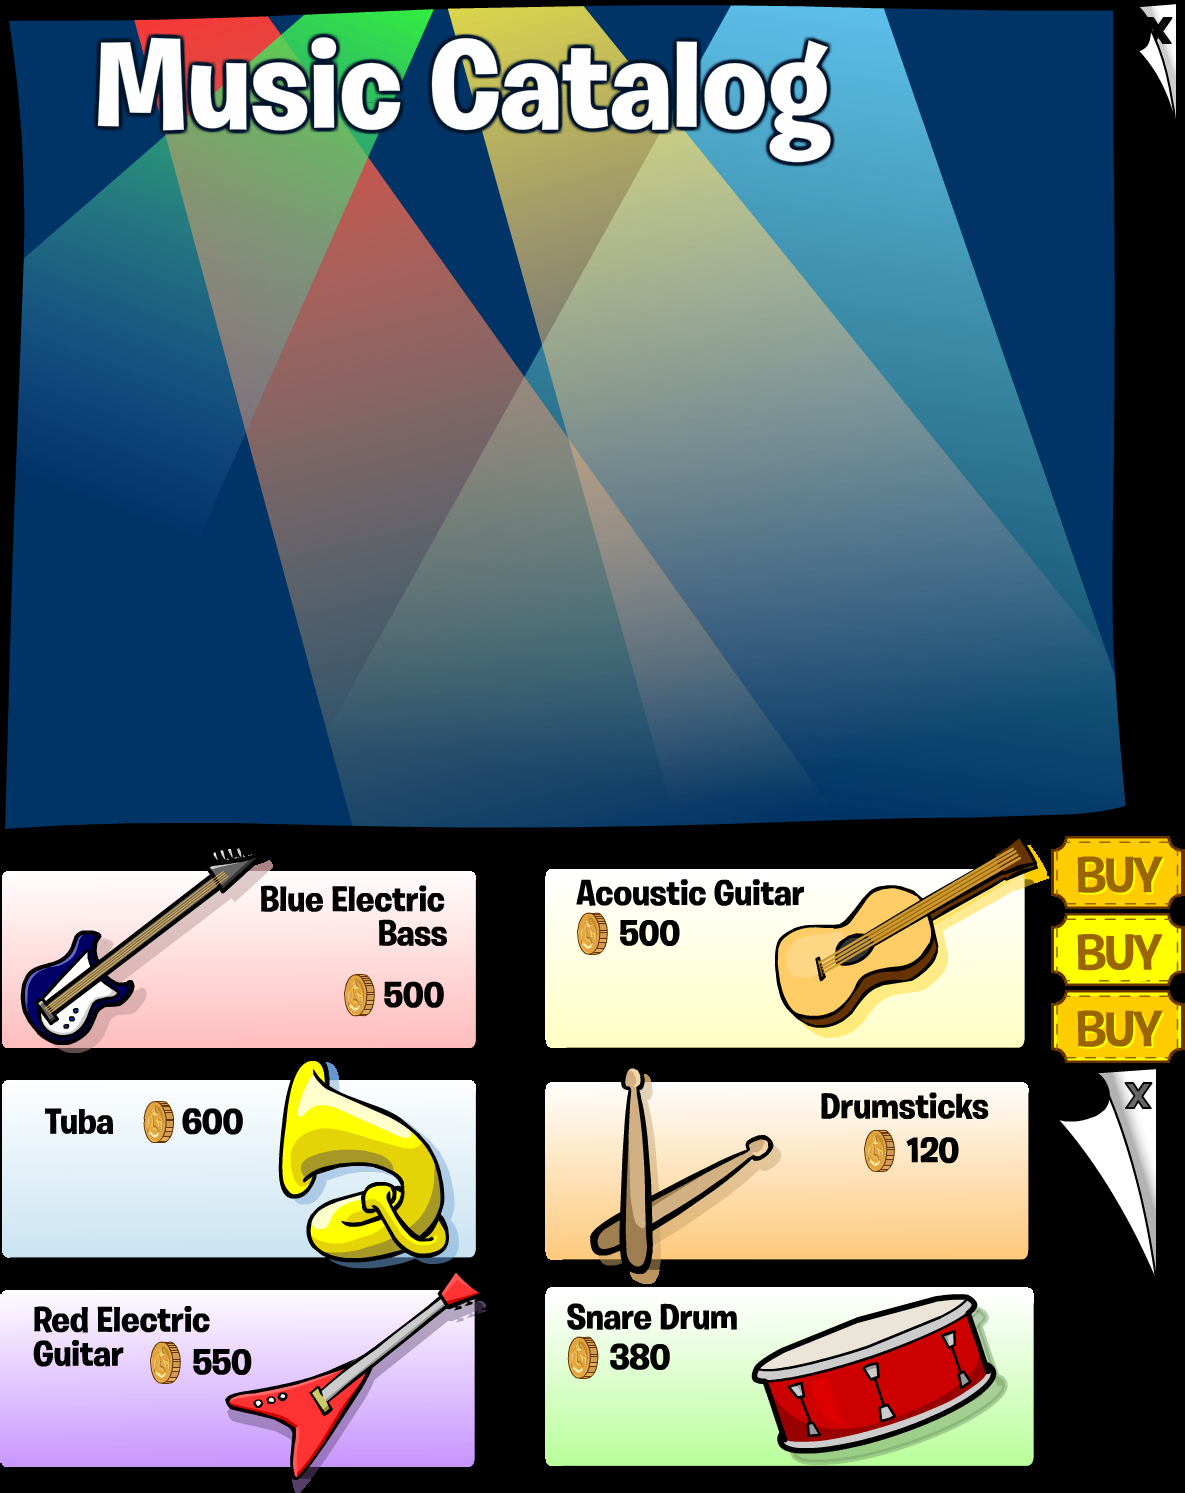 Music Catalog
X
Blue Electric
Bass
500
Acoustic Guitar
500
BUY
BUY
BUY
Tuba 600
Drumsticks
120
X
Red Electric
Guitar 550
Snare Drum
380